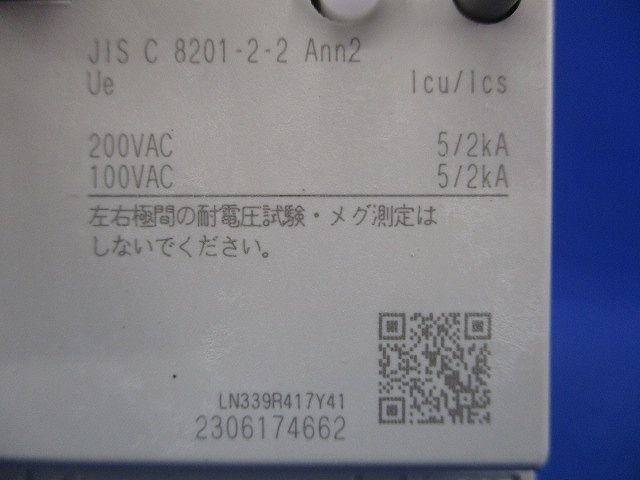 JIS C 8201-2-2 Ann2
Ue Icu/Ics
200VAC 5/2kA
100VAC 5/2kA
左右極間の耐電圧試験・メグ測定は
しないでください。
LN339R417Y41
2306174662